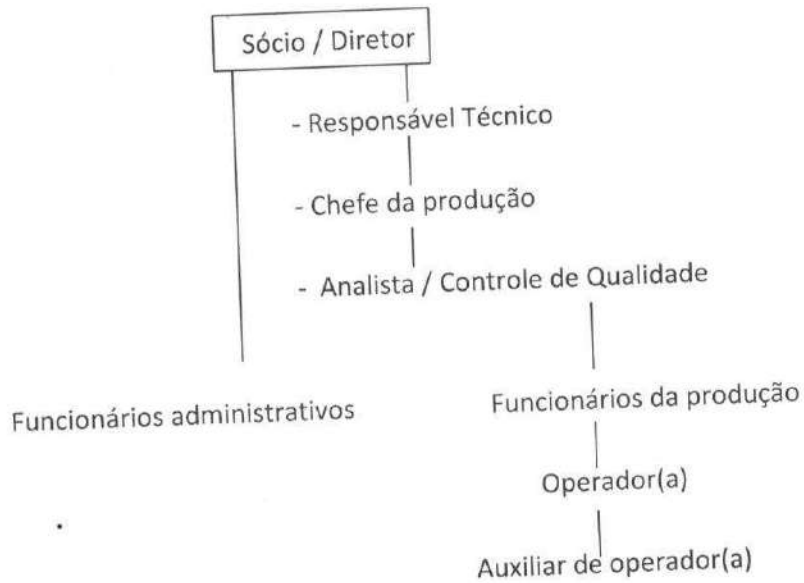 Sócio / Diretor
- Responsável Técnico
- Chefe da produção
- Analista / Controle de Qualidade
Funcionários administrativos
Funcionários da produção
Operador(a)
Auxiliar de operador(a)